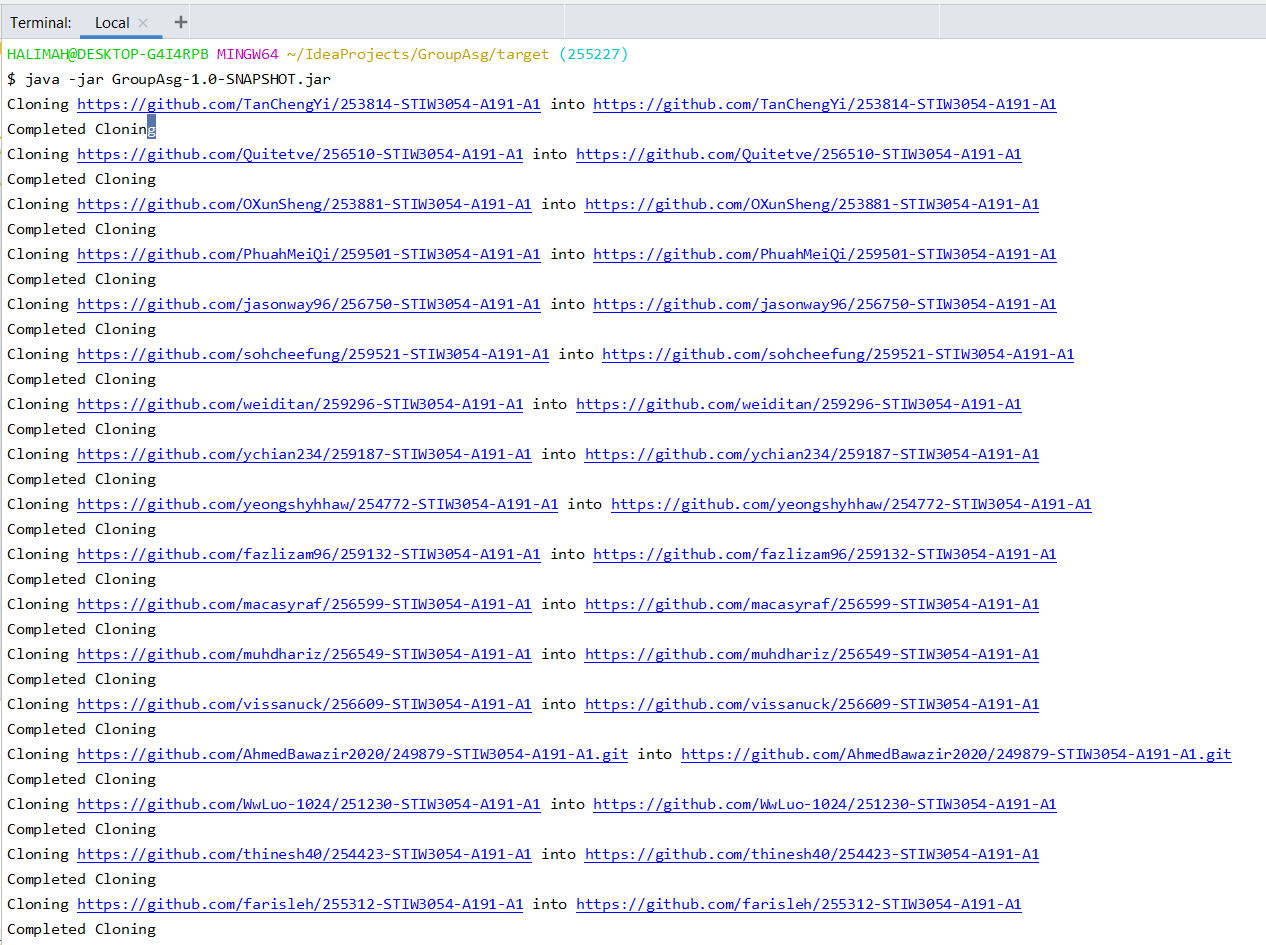 Terminal: Local × +
HALIMAH@DESKTOP-G4I4RPB MINGW64 ~/IdeaProjects/GroupAsg/target (255227)
$ java -jar GroupAsg-1.0-SNAPSHOT.jar
Cloning https://github.com/TanChengYi/253814-STIW3054-A191-A1 into https://github.com/TanChengYi/253814-STIW3054-A191-A1
Completed Cloning
Cloning https://github.com/Quitetve/256510-STIW3054-A191-A1 into https://github.com/Quitetve/256510-STIW3054-A191-A1
Completed Cloning
Cloning https://github.com/OXunSheng/253881-STIW3054-A191-A1 into https://github.com/OXunSheng/253881-STIW3054-A191-A1
Completed Cloning
Cloning https://github.com/PhuahMeiQi/259501-STIW3054-A191-A1 into https://github.com/PhuahMeiQi/259501-STIW3054-A191-A1
Completed Cloning
Cloning https://github.com/jasonway96/256750-STIW3054-A191-A1 into https://github.com/jasonway96/256750-STIW3054-A191-A1
Completed Cloning
Cloning https://github.com/sohcheefung/259521-STIW3054-A191-A1 into https://github.com/sohcheefung/259521-STIW3054-A191-A1
Completed Cloning
Cloning https://github.com/weiditan/259296-STIW3054-A191-A1 into https://github.com/weiditan/259296-STIW3054-A191-A1
Completed Cloning
Cloning https://github.com/ychian234/259187-STIW3054-A191-A1 into https://github.com/ychian234/259187-STIW3054-A191-A1
Completed Cloning
Cloning https://github.com/yeongshyhhaw/254772-STIW3054-A191-A1 into https://github.com/yeongshyhhaw/254772-STIW3054-A191-A1
Completed Cloning
Cloning https://github.com/fazlizam96/259132-STIW3054-A191-A1 into https://github.com/fazlizam96/259132-STIW3054-A191-A1
Completed Cloning
Cloning https://github.com/macasyraf/256599-STIW3054-A191-A1 into https://github.com/macasyraf/256599-STIW3054-A191-A1
Completed Cloning
Cloning https://github.com/muhdhariz/256549-STIW3054-A191-A1 into https://github.com/muhdhariz/256549-STIW3054-A191-A1
Completed Cloning
Cloning https://github.com/vissanuck/256609-STIW3054-A191-A1 into https://github.com/vissanuck/256609-STIW3054-A191-A1
Completed Cloning
Cloning https://github.com/AhmedBawazir2020/249879-STIW3054-A191-A1.git into https://github.com/AhmedBawazir2020/249879-STIW3054-A191-A1.git
Completed Cloning
Cloning https://github.com/WwLuo-1024/251230-STIW3054-A191-A1 into https://github.com/WwLuo-1024/251230-STIW3054-A191-A1
Completed Cloning
Cloning https://github.com/thinesh40/254423-STIW3054-A191-A1 into https://github.com/thinesh40/254423-STIW3054-A191-A1
Completed Cloning
Cloning https://github.com/farisleh/255312-STIW3054-A191-A1 into https://github.com/farisleh/255312-STIW3054-A191-A1
Completed Cloning